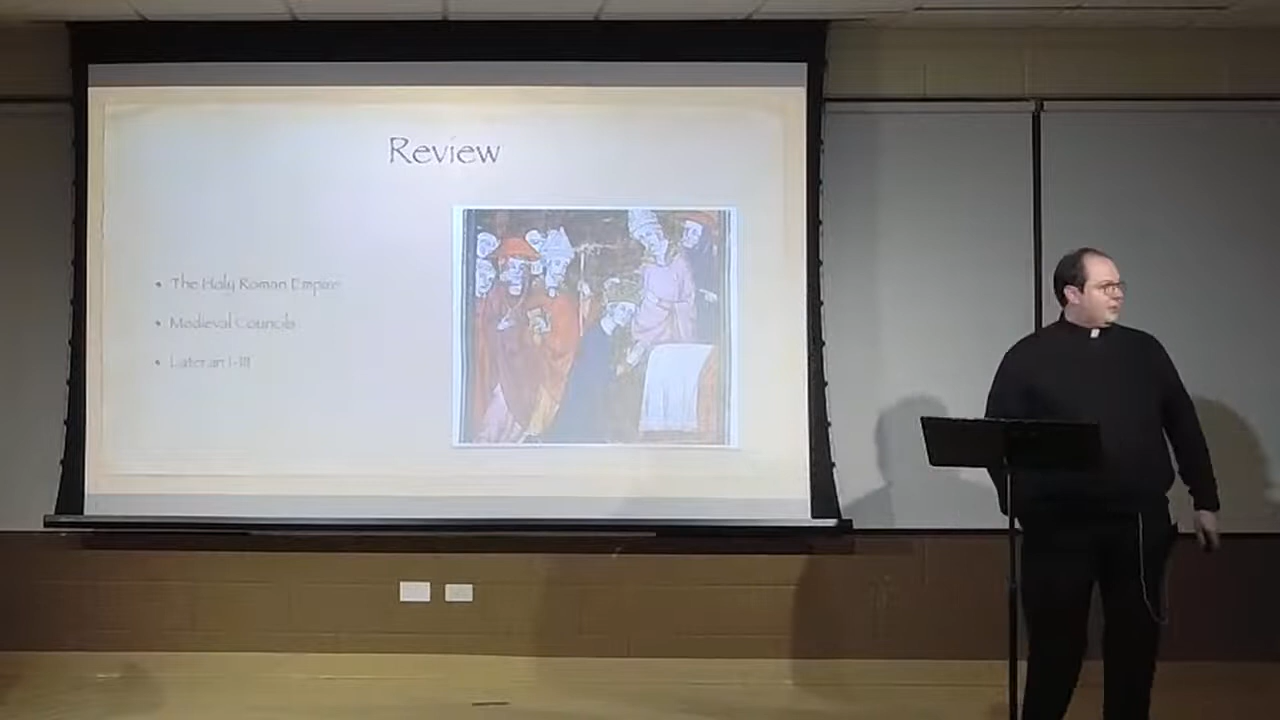 Review
The Holy Roman Empire
Medieval Councils
Lateran I-III